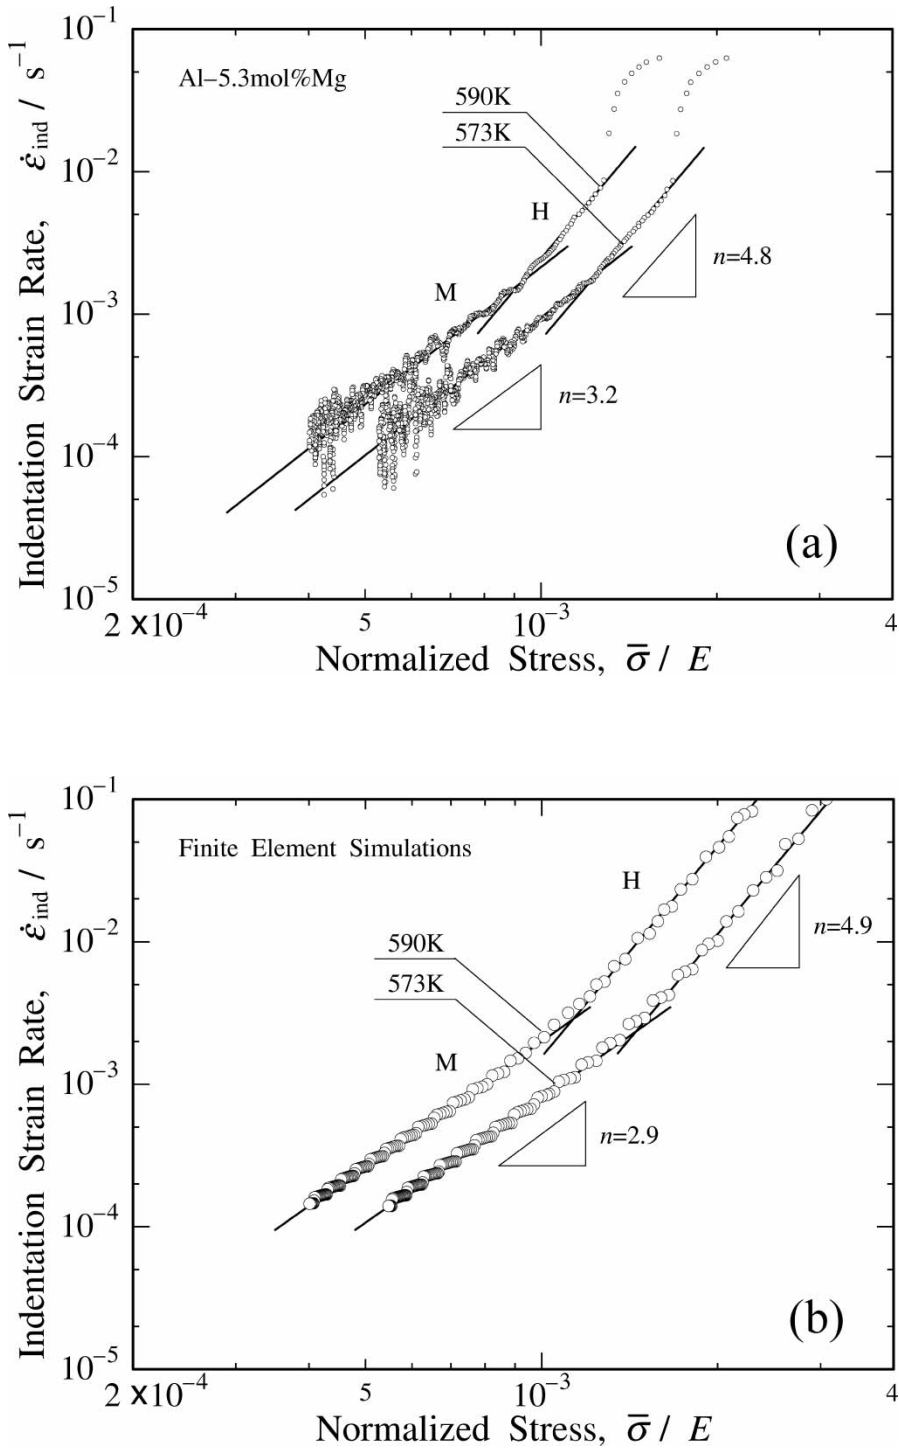 10⁻¹
Al–5.3mol%Mg
590K
573K
10⁻²
H
n=4.8
M
10⁻³
n=3.2
10⁻⁴
(a)
10⁻⁵
2 ×10⁻⁴ 5 10⁻³ 4
Normalized Stress, σ̄ / E
Indentation Strain Rate, ε̇ind / s⁻¹
10⁻¹
Finite Element Simulations
H
590K
n=4.9
10⁻²
573K
M
10⁻³
n=2.9
10⁻⁴
(b)
10⁻⁵
2 ×10⁻⁴ 5 10⁻³ 4
Normalized Stress, σ̄ / E
Indentation Strain Rate, ε̇ind / s⁻¹